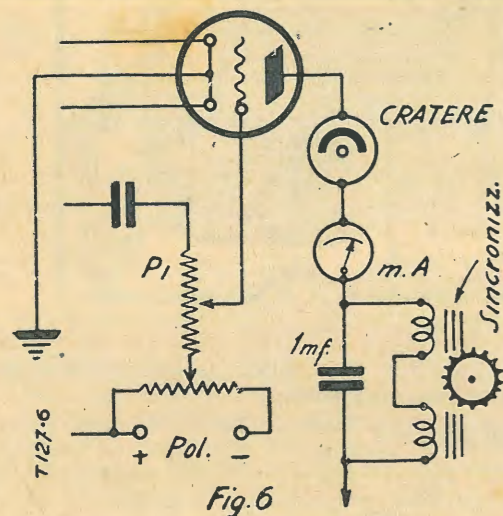 CRATERE
Sincronizz.
P1
m.A
1mf.
T127-6
+ Pol. -
Fig.6